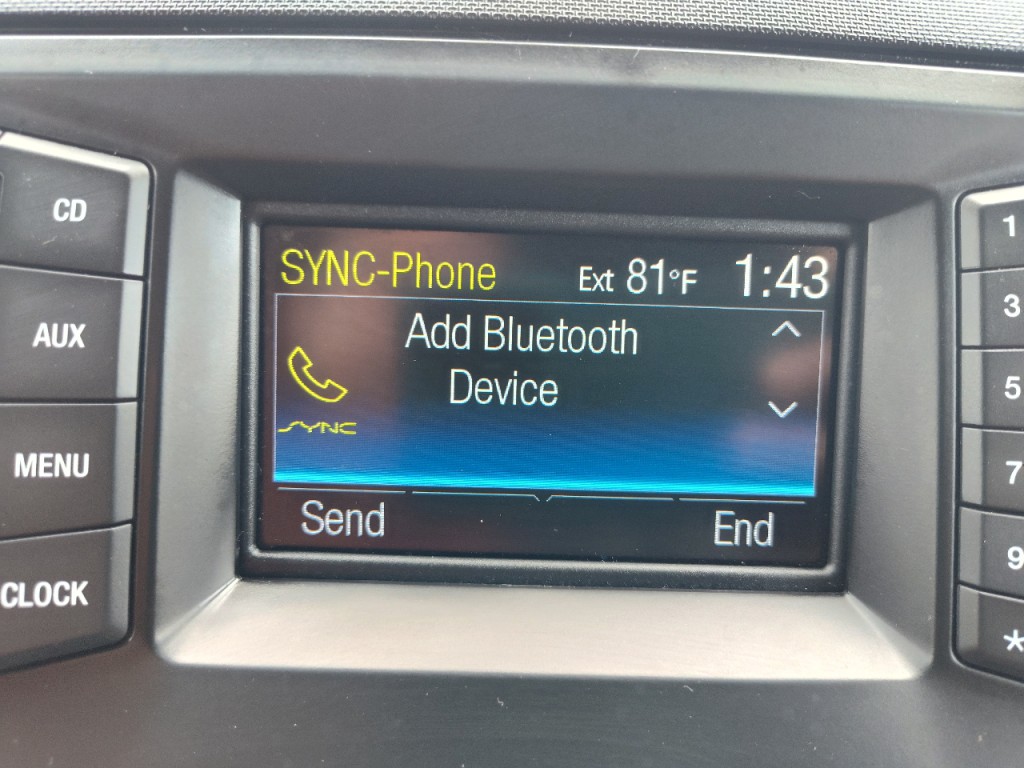 CD
AUX
MENU
CLOCK
SYNC-Phone Ext 81°F 1:43
Add Bluetooth
Device
SYNC
Send End
1
3
5
7
9
*